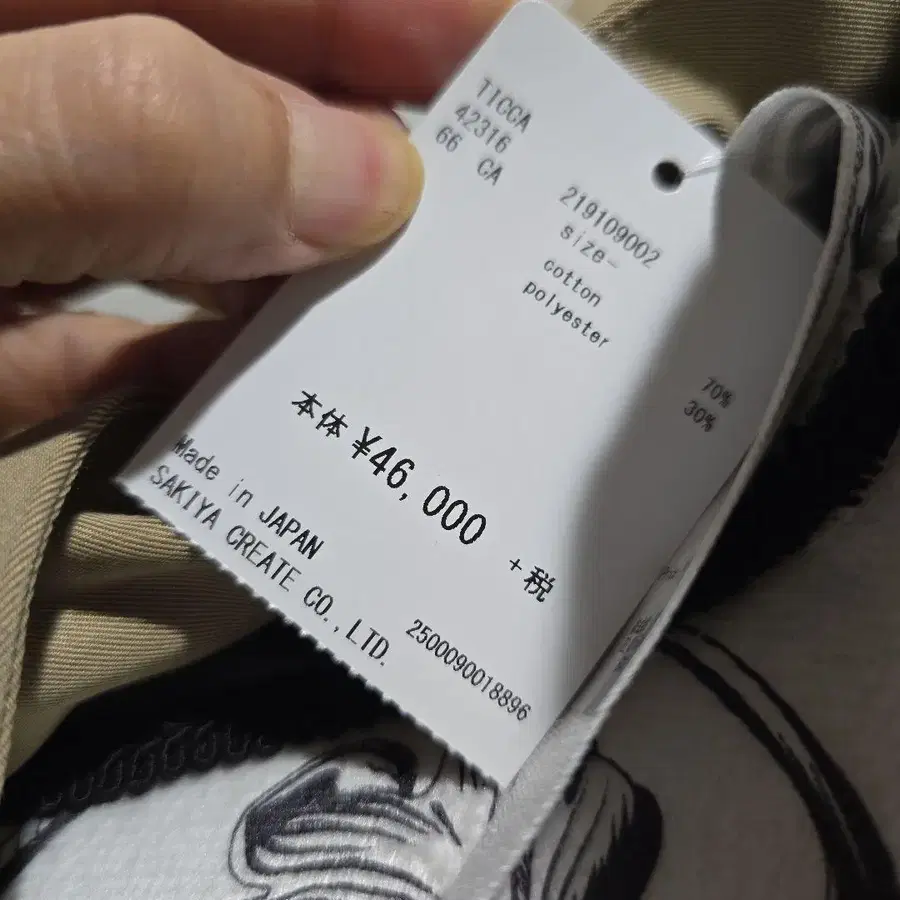 TICCA
42316
66 CA
219109002
size-
cotton 70%
polyester 30%
本体 ¥46,000 +税
Made in JAPAN
SAKIYA CREATE CO.,LTD.
2500090018896